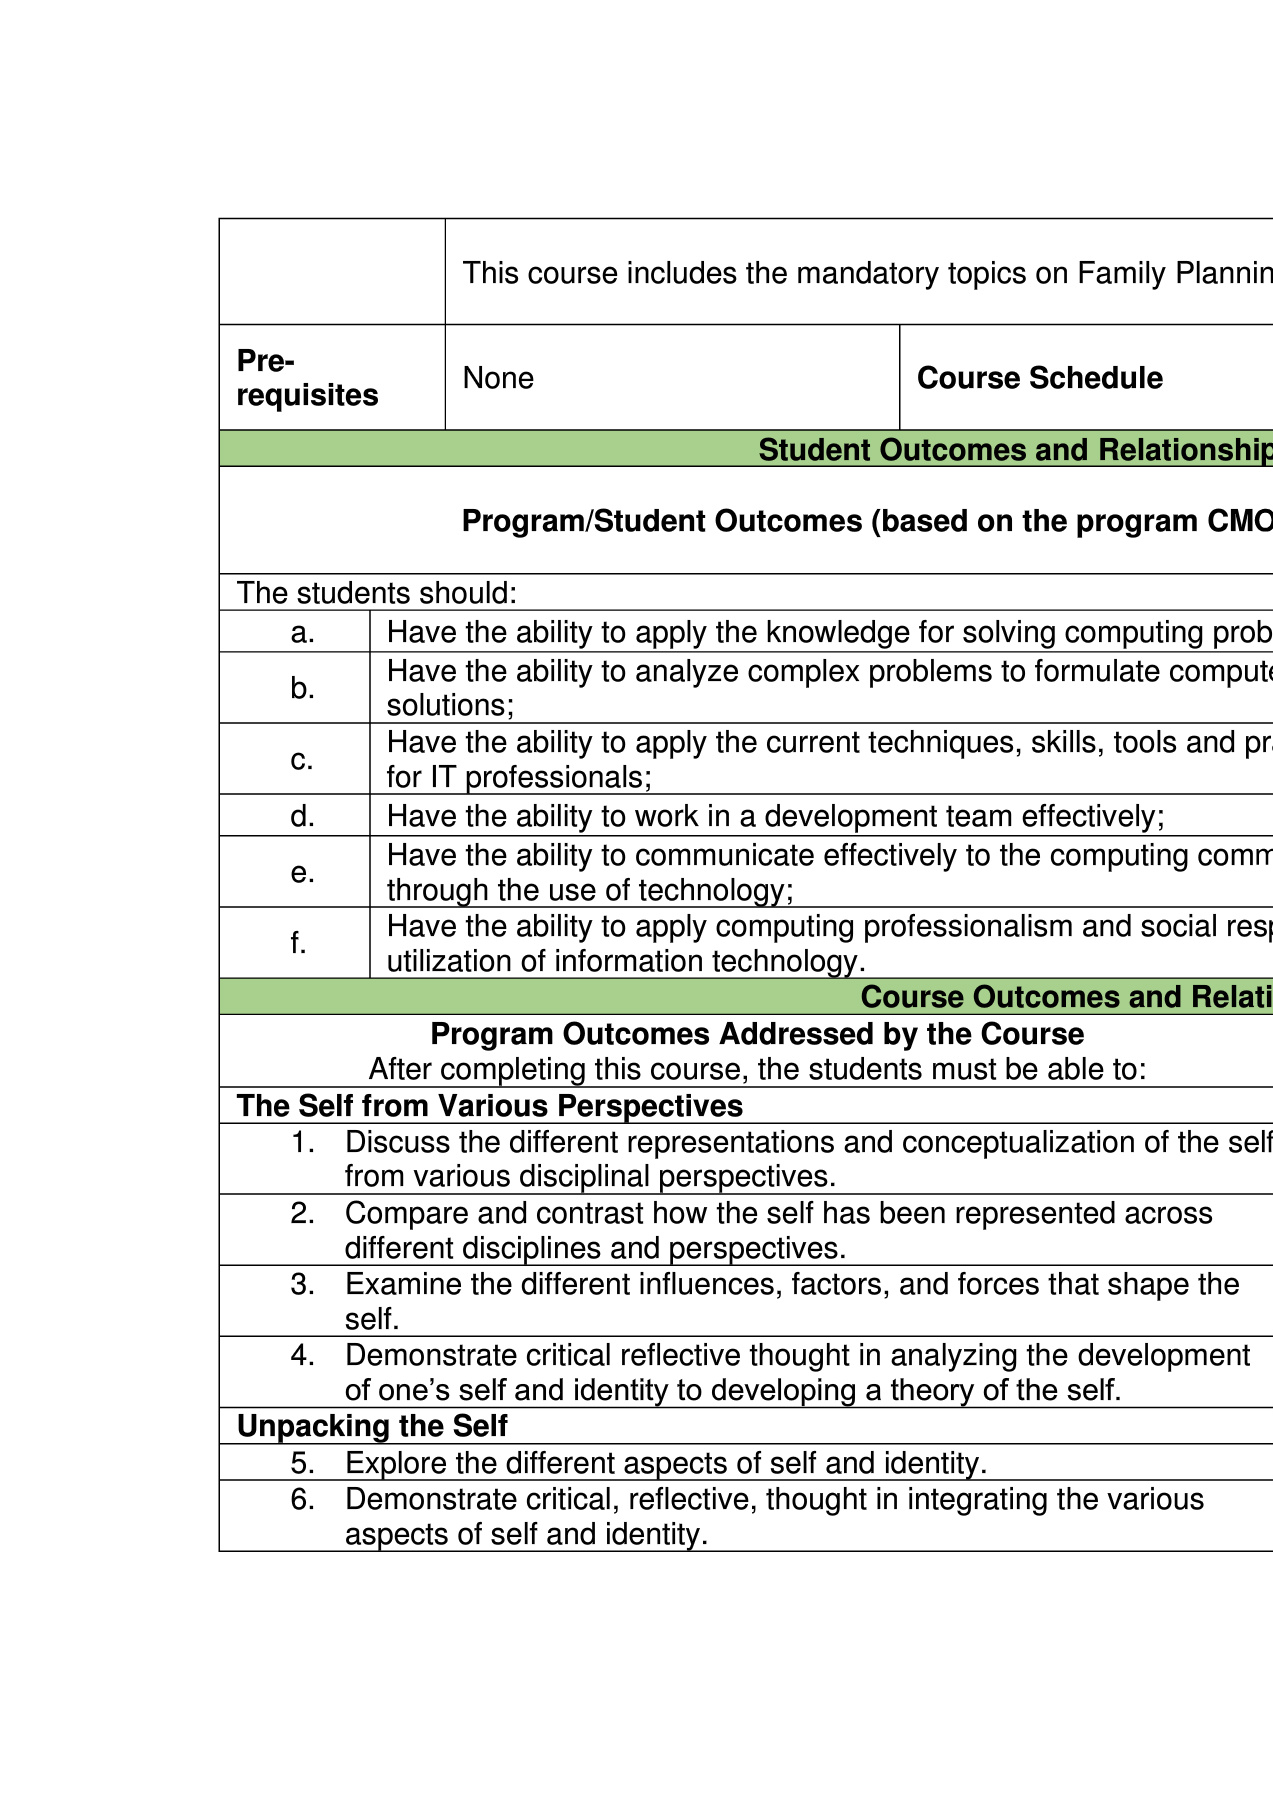 This course includes the mandatory topics on Family Plannin
Pre-
requisites
None
Course Schedule
Student Outcomes and Relationship
Program/Student Outcomes (based on the program CMO
The students should:
a. Have the ability to apply the knowledge for solving computing prob
b. Have the ability to analyze complex problems to formulate compute
solutions;
c. Have the ability to apply the current techniques, skills, tools and pra
for IT professionals;
d. Have the ability to work in a development team effectively;
e. Have the ability to communicate effectively to the computing comm
through the use of technology;
f. Have the ability to apply computing professionalism and social resp
utilization of information technology.
Course Outcomes and Relati
Program Outcomes Addressed by the Course
After completing this course, the students must be able to:
The Self from Various Perspectives
1. Discuss the different representations and conceptualization of the self
from various disciplinal perspectives.
2. Compare and contrast how the self has been represented across
different disciplines and perspectives.
3. Examine the different influences, factors, and forces that shape the
self.
4. Demonstrate critical reflective thought in analyzing the development
of one’s self and identity to developing a theory of the self.
Unpacking the Self
5. Explore the different aspects of self and identity.
6. Demonstrate critical, reflective, thought in integrating the various
aspects of self and identity.